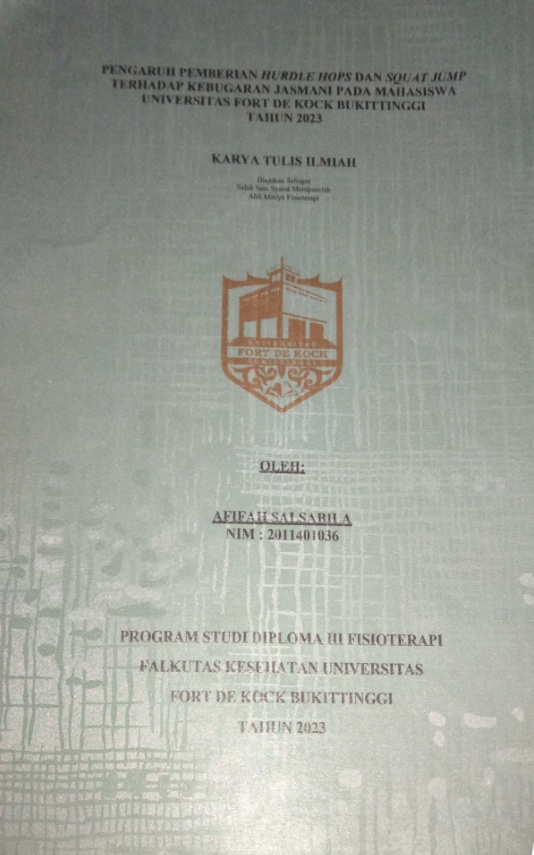 PENGARUH PEMBERIAN HURDLE HOPS DAN SQUAT JUMP
TERHADAP KEBUGARAN JASMANI PADA MAHASISWA
UNIVERSITAS FORT DE KOCK BUKITTINGGI
TAHUN 2023
KARYA TULIS ILMIAH
Diajukan Sebagai
Salah Satu Syarat Memperoleh
Ahli Madya Fisioterapi
UNIVERSITAS
FORT DE KOCK
BUKITTINGGI
OLEH:
AFIFAH SALSABILA
NIM : 2011401036
PROGRAM STUDI DIPLOMA III FISIOTERAPI
FALKUTAS KESEHATAN UNIVERSITAS
FORT DE KOCK BUKITTINGGI
TAHUN 2023